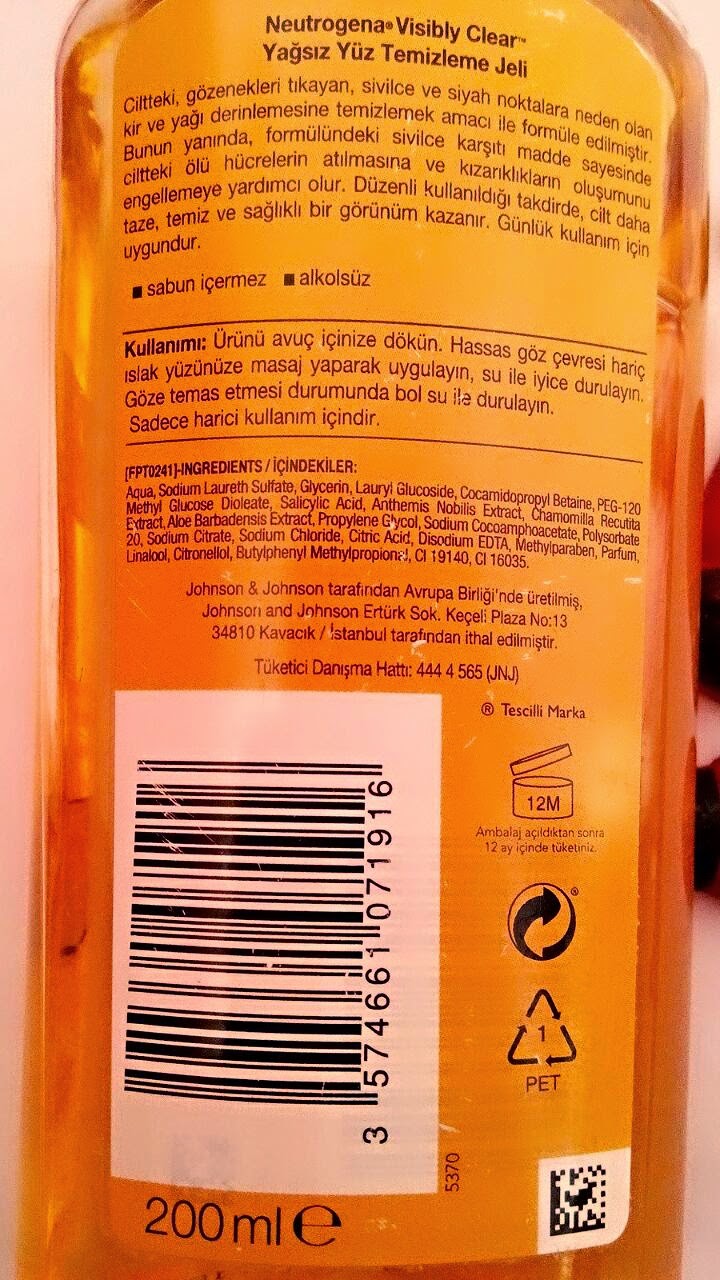 Neutrogena® Visibly Clear™
Yağsız Yüz Temizleme Jeli
Ciltteki, gözenekleri tıkayan, sivilce ve siyah noktalara neden olan
kir ve yağı derinlemesine temizlemek amacı ile formüle edilmiştir.
Bunun yanında, formülündeki sivilce karşıtı madde sayesinde
ciltteki ölü hücrelerin atılmasına ve kızarıklıkların oluşumunu
engellemeye yardımcı olur. Düzenli kullanıldığı takdirde, cilt daha
taze, temiz ve sağlıklı bir görünüm kazanır. Günlük kullanım için
uygundur.
■ sabun içermez ■ alkolsüz
Kullanımı: Ürünü avuç içinize dökün. Hassas göz çevresi hariç
ıslak yüzünüze masaj yaparak uygulayın, su ile iyice durulayın.
Göze temas etmesi durumunda bol su ile durulayın.
Sadece harici kullanım içindir.
[FPT0241]-INGREDIENTS / İÇİNDEKİLER:
Aqua, Sodium Laureth Sulfate, Glycerin, Lauryl Glucoside, Cocamidopropyl Betaine, PEG-120
Methyl Glucose Dioleate, Salicylic Acid, Anthemis Nobilis Extract, Chamomilla Recutita
Extract, Aloe Barbadensis Extract, Propylene Glycol, Sodium Cocoamphoacetate, Polysorbate
20, Sodium Citrate, Sodium Chloride, Citric Acid, Disodium EDTA, Methylparaben, Parfum,
Linalool, Citronellol, Butylphenyl Methylpropional, CI 19140, CI 16035.
Johnson & Johnson tarafından Avrupa Birliği'nde üretilmiş,
Johnson and Johnson Ertürk Sok. Keçeli Plaza No:13
34810 Kavacık / İstanbul tarafından ithal edilmiştir.
Tüketici Danışma Hattı: 444 4 565 (JNJ)
® Tescilli Marka
12M
Ambalaj açıldıktan sonra
12 ay içinde tüketiniz.
®
1
PET
3 574661 071916
5370
200 ml e